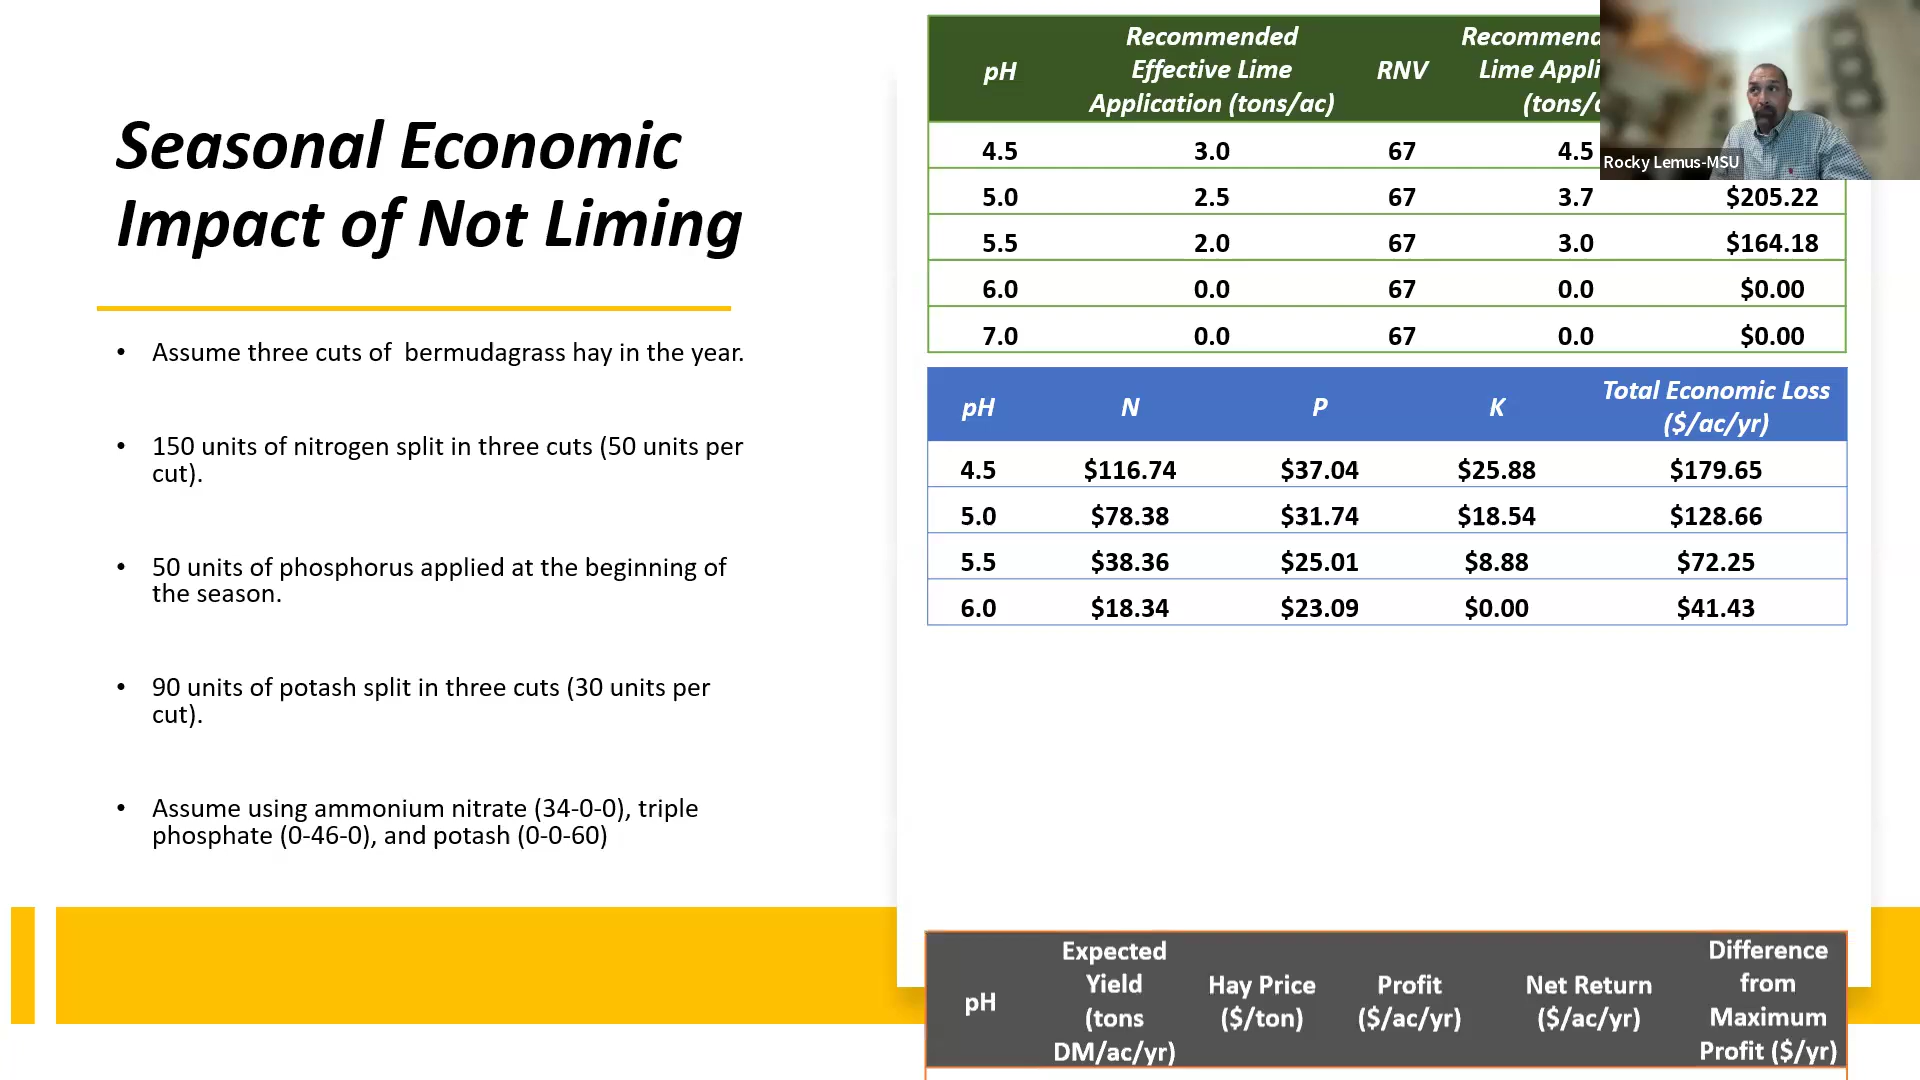 Seasonal Economic
Impact of Not Liming
• Assume three cuts of bermudagrass hay in the year.
• 150 units of nitrogen split in three cuts (50 units per
cut).
• 50 units of phosphorus applied at the beginning of
the season.
• 90 units of potash split in three cuts (30 units per
cut).
• Assume using ammonium nitrate (34-0-0), triple
phosphate (0-46-0), and potash (0-0-60)
pH Recommended Effective Lime Application (tons/ac) RNV Lime
4.5 3.0 67 4.5
5.0 2.5 67 3.7 $205.22
5.5 2.0 67 3.0 $164.18
6.0 0.0 67 0.0 $0.00
7.0 0.0 67 0.0 $0.00
Rocky Lemus-MSU
pH N P K Total Economic Loss ($/ac/yr)
4.5 $116.74 $37.04 $25.88 $179.65
5.0 $78.38 $31.74 $18.54 $128.66
5.5 $38.36 $25.01 $8.88 $72.25
6.0 $18.34 $23.09 $0.00 $41.43
pH Expected Yield (tons DM/ac/yr) Hay Price ($/ton) Profit ($/ac/yr) Net Return ($/ac/yr) Difference from Maximum Profit ($/yr)